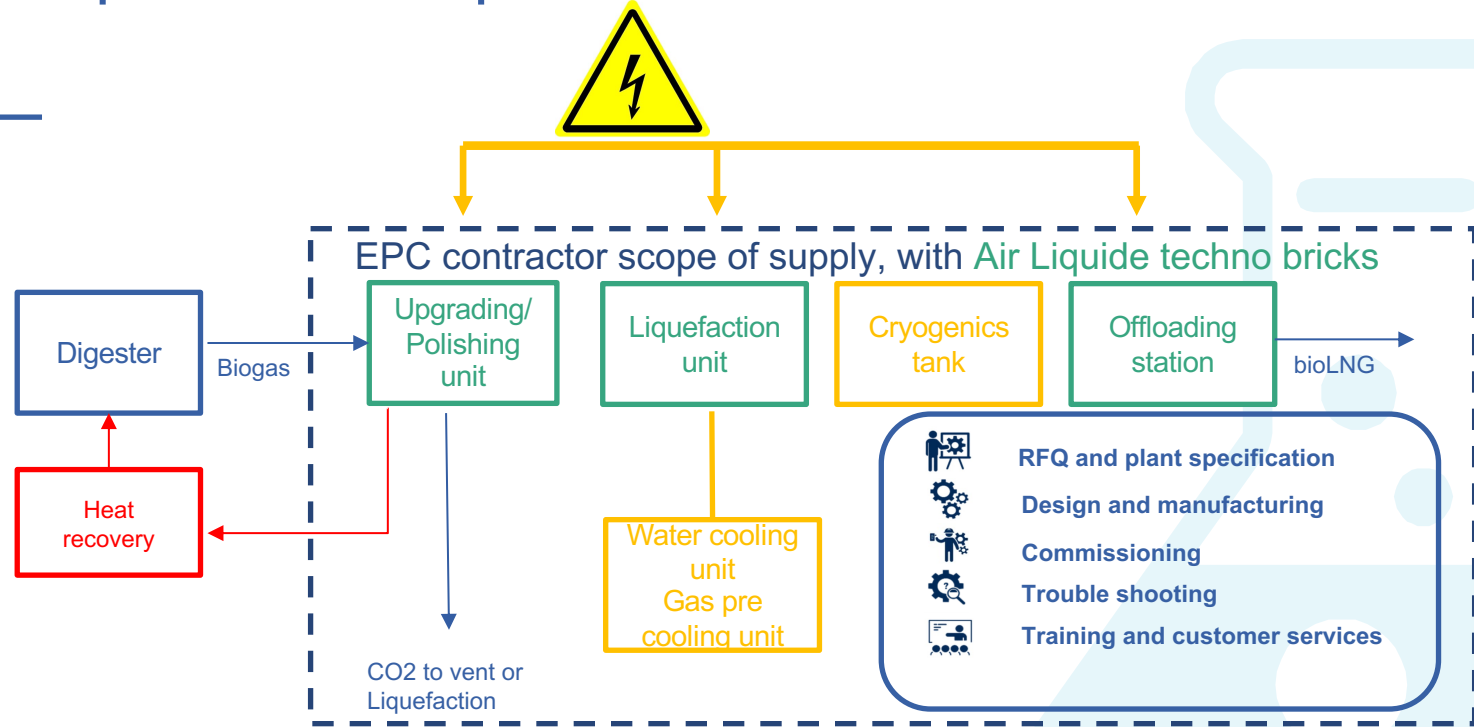 EPC contractor scope of supply, with Air Liquide techno bricks
Digester
Biogas
Upgrading/
Polishing
unit
Liquefaction
unit
Cryogenics
tank
Offloading
station
bioLNG
Heat
recovery
Water cooling
unit
Gas pre
cooling unit
CO2 to vent or
Liquefaction
RFQ and plant specification
Design and manufacturing
Commissioning
Trouble shooting
Training and customer services